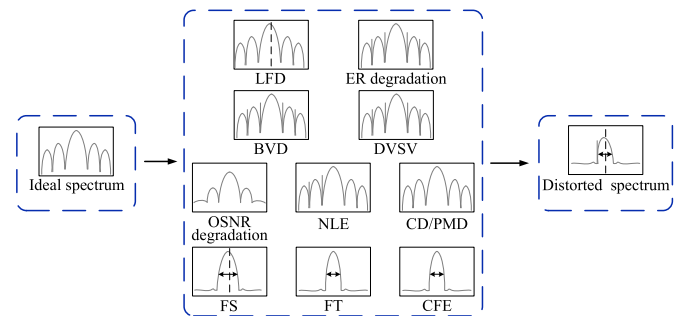 LFD
ER degradation
BVD
DVSV
Ideal spectrum
Distorted spectrum
OSNR
degradation
NLE
CD/PMD
FS
FT
CFE